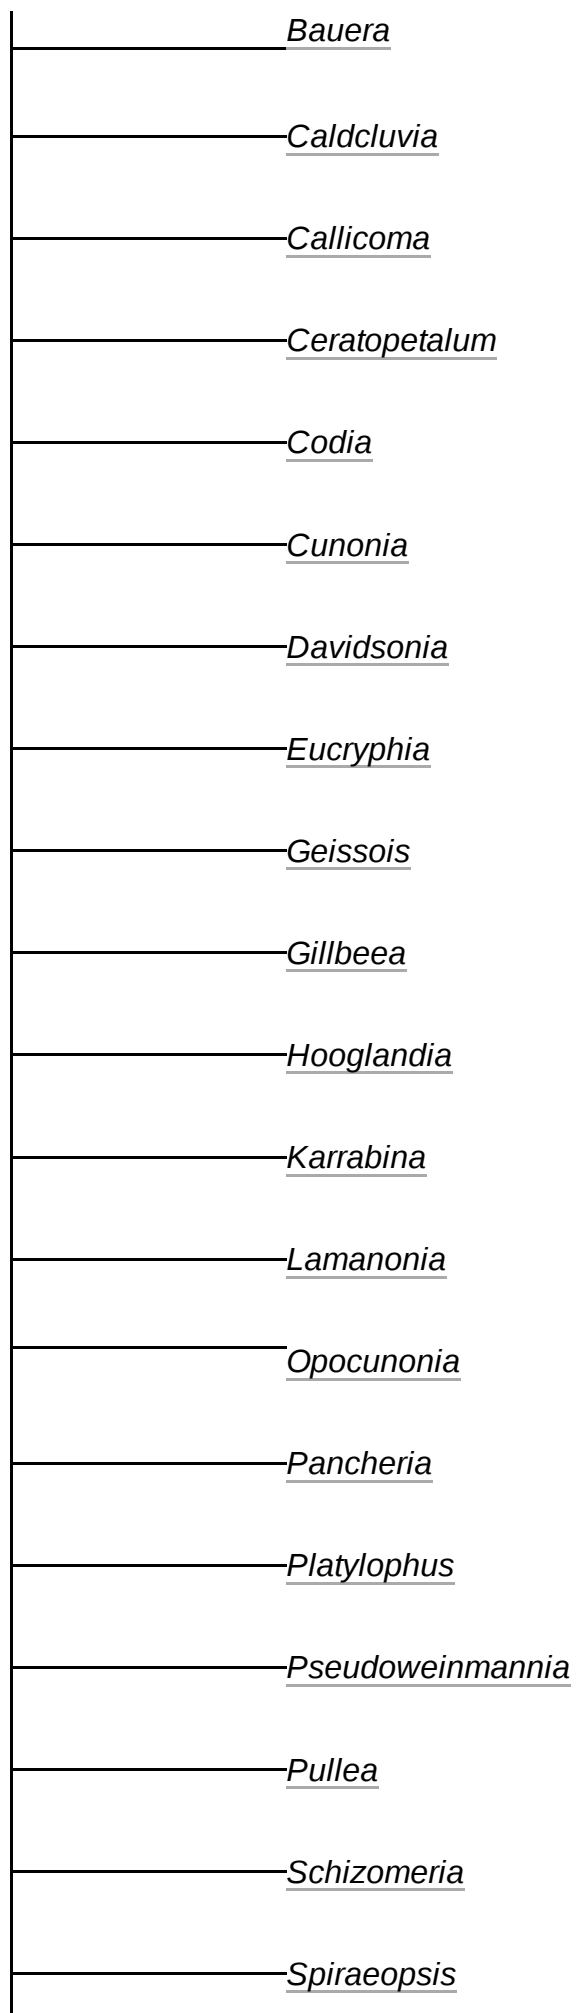 Bauera
Caldcluvia
Callicoma
Ceratopetalum
Codia
Cunonia
Davidsonia
Eucryphia
Geissois
Gillbeea
Hooglandia
Karrabina
Lamanonia
Opocunonia
Pancheria
Platylophus
Pseudoweinmannia
Pullea
Schizomeria
Spiraeopsis